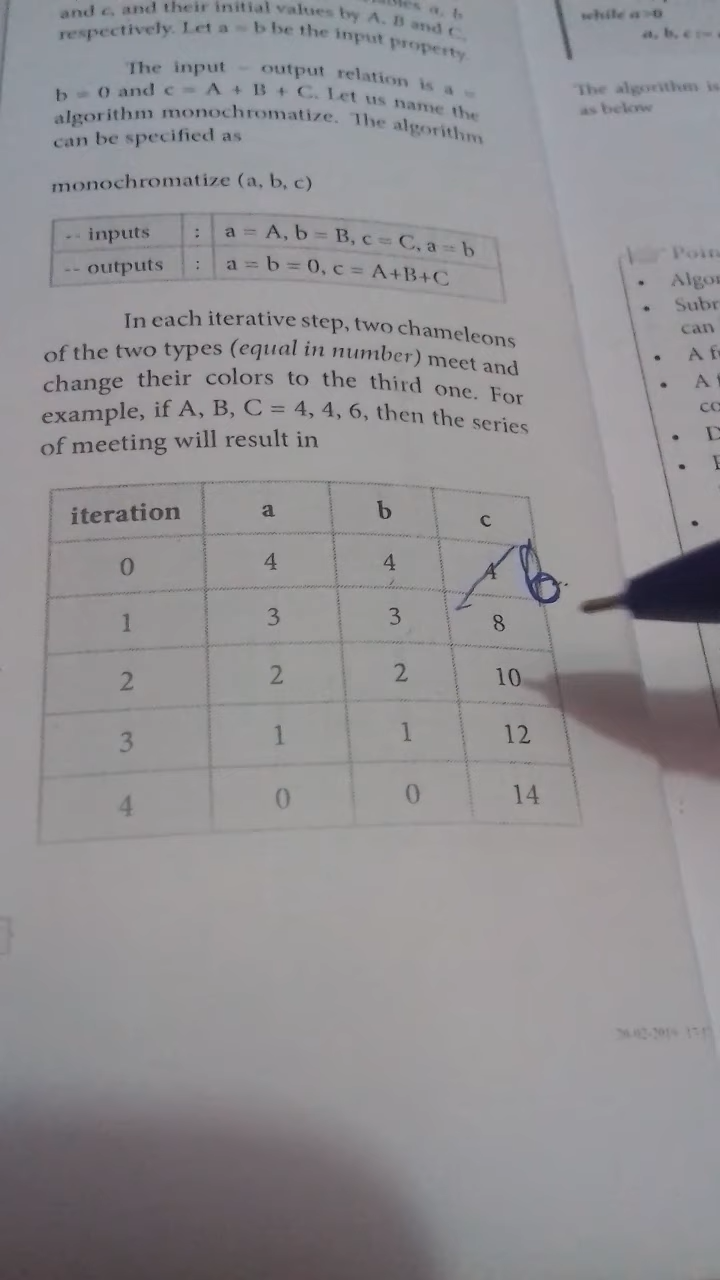 and c, and their initial values by A, B and C
respectively. Let a = b be the input property.
The input - output relation is a =
b = 0 and c = A + B + C. Let us name the
algorithm monochromatize. The algorithm
can be specified as
monochromatize (a, b, c)
-- inputs : a = A, b = B, c = C, a = b
-- outputs : a = b = 0, c = A+B+C
In each iterative step, two chameleons
of the two types (equal in number) meet and
change their colors to the third one. For
example, if A, B, C = 4, 4, 6, then the series
of meeting will result in
iteration a b c
0 4 4 4 6
1 3 3 8
2 2 2 10
3 1 1 12
4 0 0 14
while a>0
a, b, c :=
The algorithm is
as below
Poin
• Algor
• Subr
can
• A f
• A f
co
• D
•
•
20-02-2019